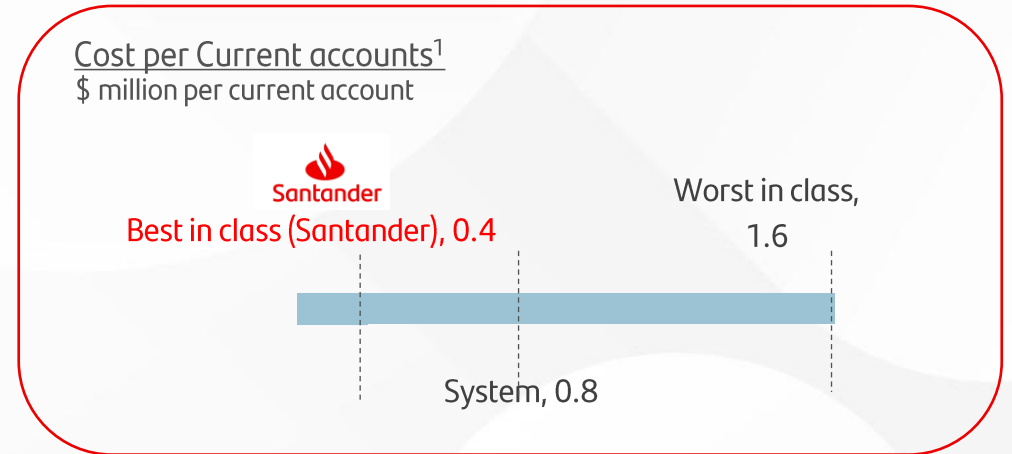 Cost per Current accounts¹
$ million per current account
Santander
Best in class (Santander), 0.4
Worst in class,
1.6
System, 0.8